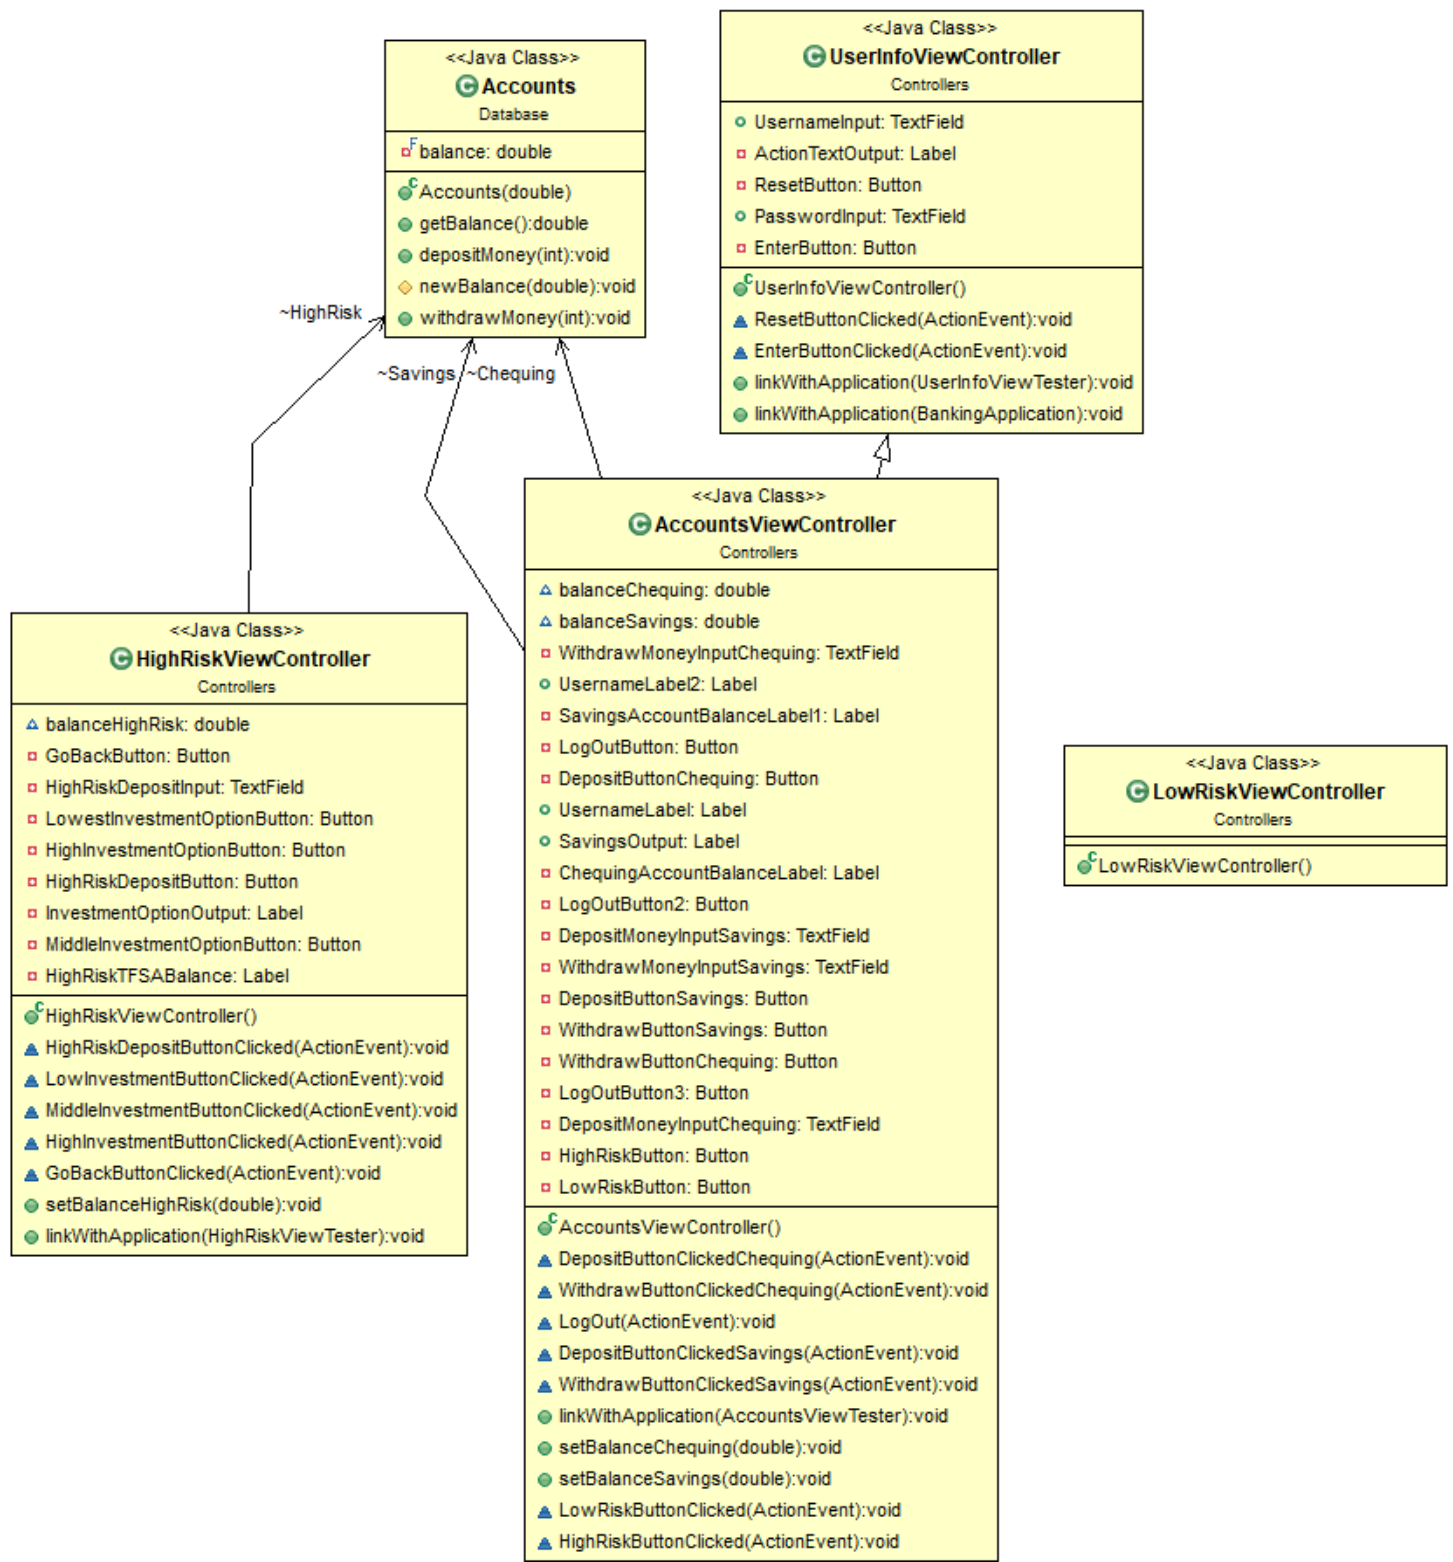 <<Java Class>>
Accounts
Database
balance: double
Accounts(double)
getBalance():double
depositMoney(int):void
newBalance(double):void
withdrawMoney(int):void
<<Java Class>>
UserInfoViewController
Controllers
UsernameInput: TextField
ActionTextOutput: Label
ResetButton: Button
PasswordInput: TextField
EnterButton: Button
UserInfoViewController()
ResetButtonClicked(ActionEvent):void
EnterButtonClicked(ActionEvent):void
linkWithApplication(UserInfoViewTester):void
linkWithApplication(BankingApplication):void
~HighRisk
~Savings
~Chequing
<<Java Class>>
AccountsViewController
Controllers
balanceChequing: double
balanceSavings: double
WithdrawMoneyInputChequing: TextField
UsernameLabel2: Label
SavingsAccountBalanceLabel1: Label
LogOutButton: Button
DepositButtonChequing: Button
UsernameLabel: Label
SavingsOutput: Label
ChequingAccountBalanceLabel: Label
LogOutButton2: Button
DepositMoneyInputSavings: TextField
WithdrawMoneyInputSavings: TextField
DepositButtonSavings: Button
WithdrawButtonSavings: Button
WithdrawButtonChequing: Button
LogOutButton3: Button
DepositMoneyInputChequing: TextField
HighRiskButton: Button
LowRiskButton: Button
AccountsViewController()
DepositButtonClickedChequing(ActionEvent):void
WithdrawButtonClickedChequing(ActionEvent):void
LogOut(ActionEvent):void
DepositButtonClickedSavings(ActionEvent):void
WithdrawButtonClickedSavings(ActionEvent):void
linkWithApplication(AccountsViewTester):void
setBalanceChequing(double):void
setBalanceSavings(double):void
LowRiskButtonClicked(ActionEvent):void
HighRiskButtonClicked(ActionEvent):void
<<Java Class>>
HighRiskViewController
Controllers
balanceHighRisk: double
GoBackButton: Button
HighRiskDepositInput: TextField
LowestInvestmentOptionButton: Button
HighInvestmentOptionButton: Button
HighRiskDepositButton: Button
InvestmentOptionOutput: Label
MiddleInvestmentOptionButton: Button
HighRiskTFSABalance: Label
HighRiskViewController()
HighRiskDepositButtonClicked(ActionEvent):void
LowInvestmentButtonClicked(ActionEvent):void
MiddleInvestmentButtonClicked(ActionEvent):void
HighInvestmentButtonClicked(ActionEvent):void
GoBackButtonClicked(ActionEvent):void
setBalanceHighRisk(double):void
linkWithApplication(HighRiskViewTester):void
<<Java Class>>
LowRiskViewController
Controllers
LowRiskViewController()